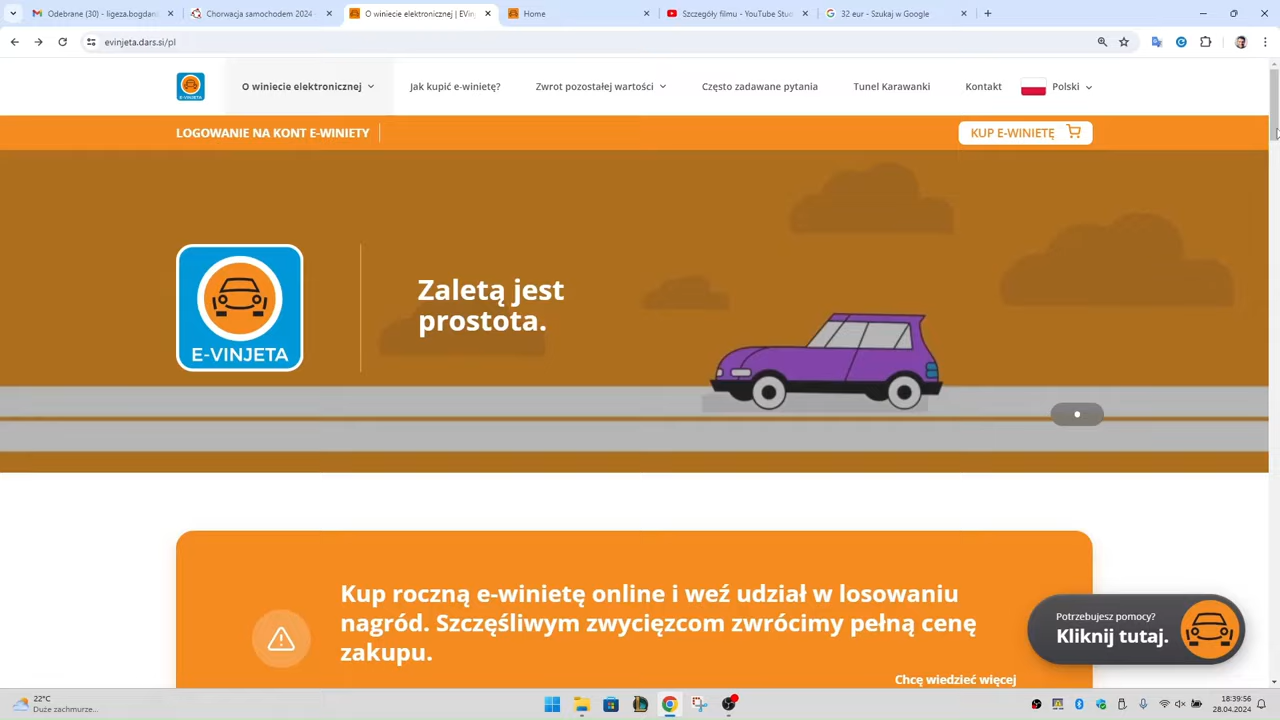 Odebrane (30) - ligeza.bogdan
Chorwacja samochodem 2024
O winiecie elektronicznej | EVin
Home
Szczegóły filmu - YouTube Stu
32 eur - Szukaj w Google
evinjeta.dars.si/pl
E-VINJETA
O winiecie elektronicznej
Jak kupić e-winietę?
Zwrot pozostałej wartości
Często zadawane pytania
Tunel Karawanki
Kontakt
Polski
LOGOWANIE NA KONT E-WINIETY
KUP E-WINIETĘ
E-VINJETA
Zaletą jest
prostota.
Kup roczną e-winietę online i weź udział w losowaniu
nagród. Szczęśliwym zwycięzcom zwrócimy pełną cenę
zakupu.
Chcę wiedzieć więcej
Potrzebujesz pomocy?
Kliknij tutaj.
22°C
Duże zachmurze...
18:39:56
28.04.2024